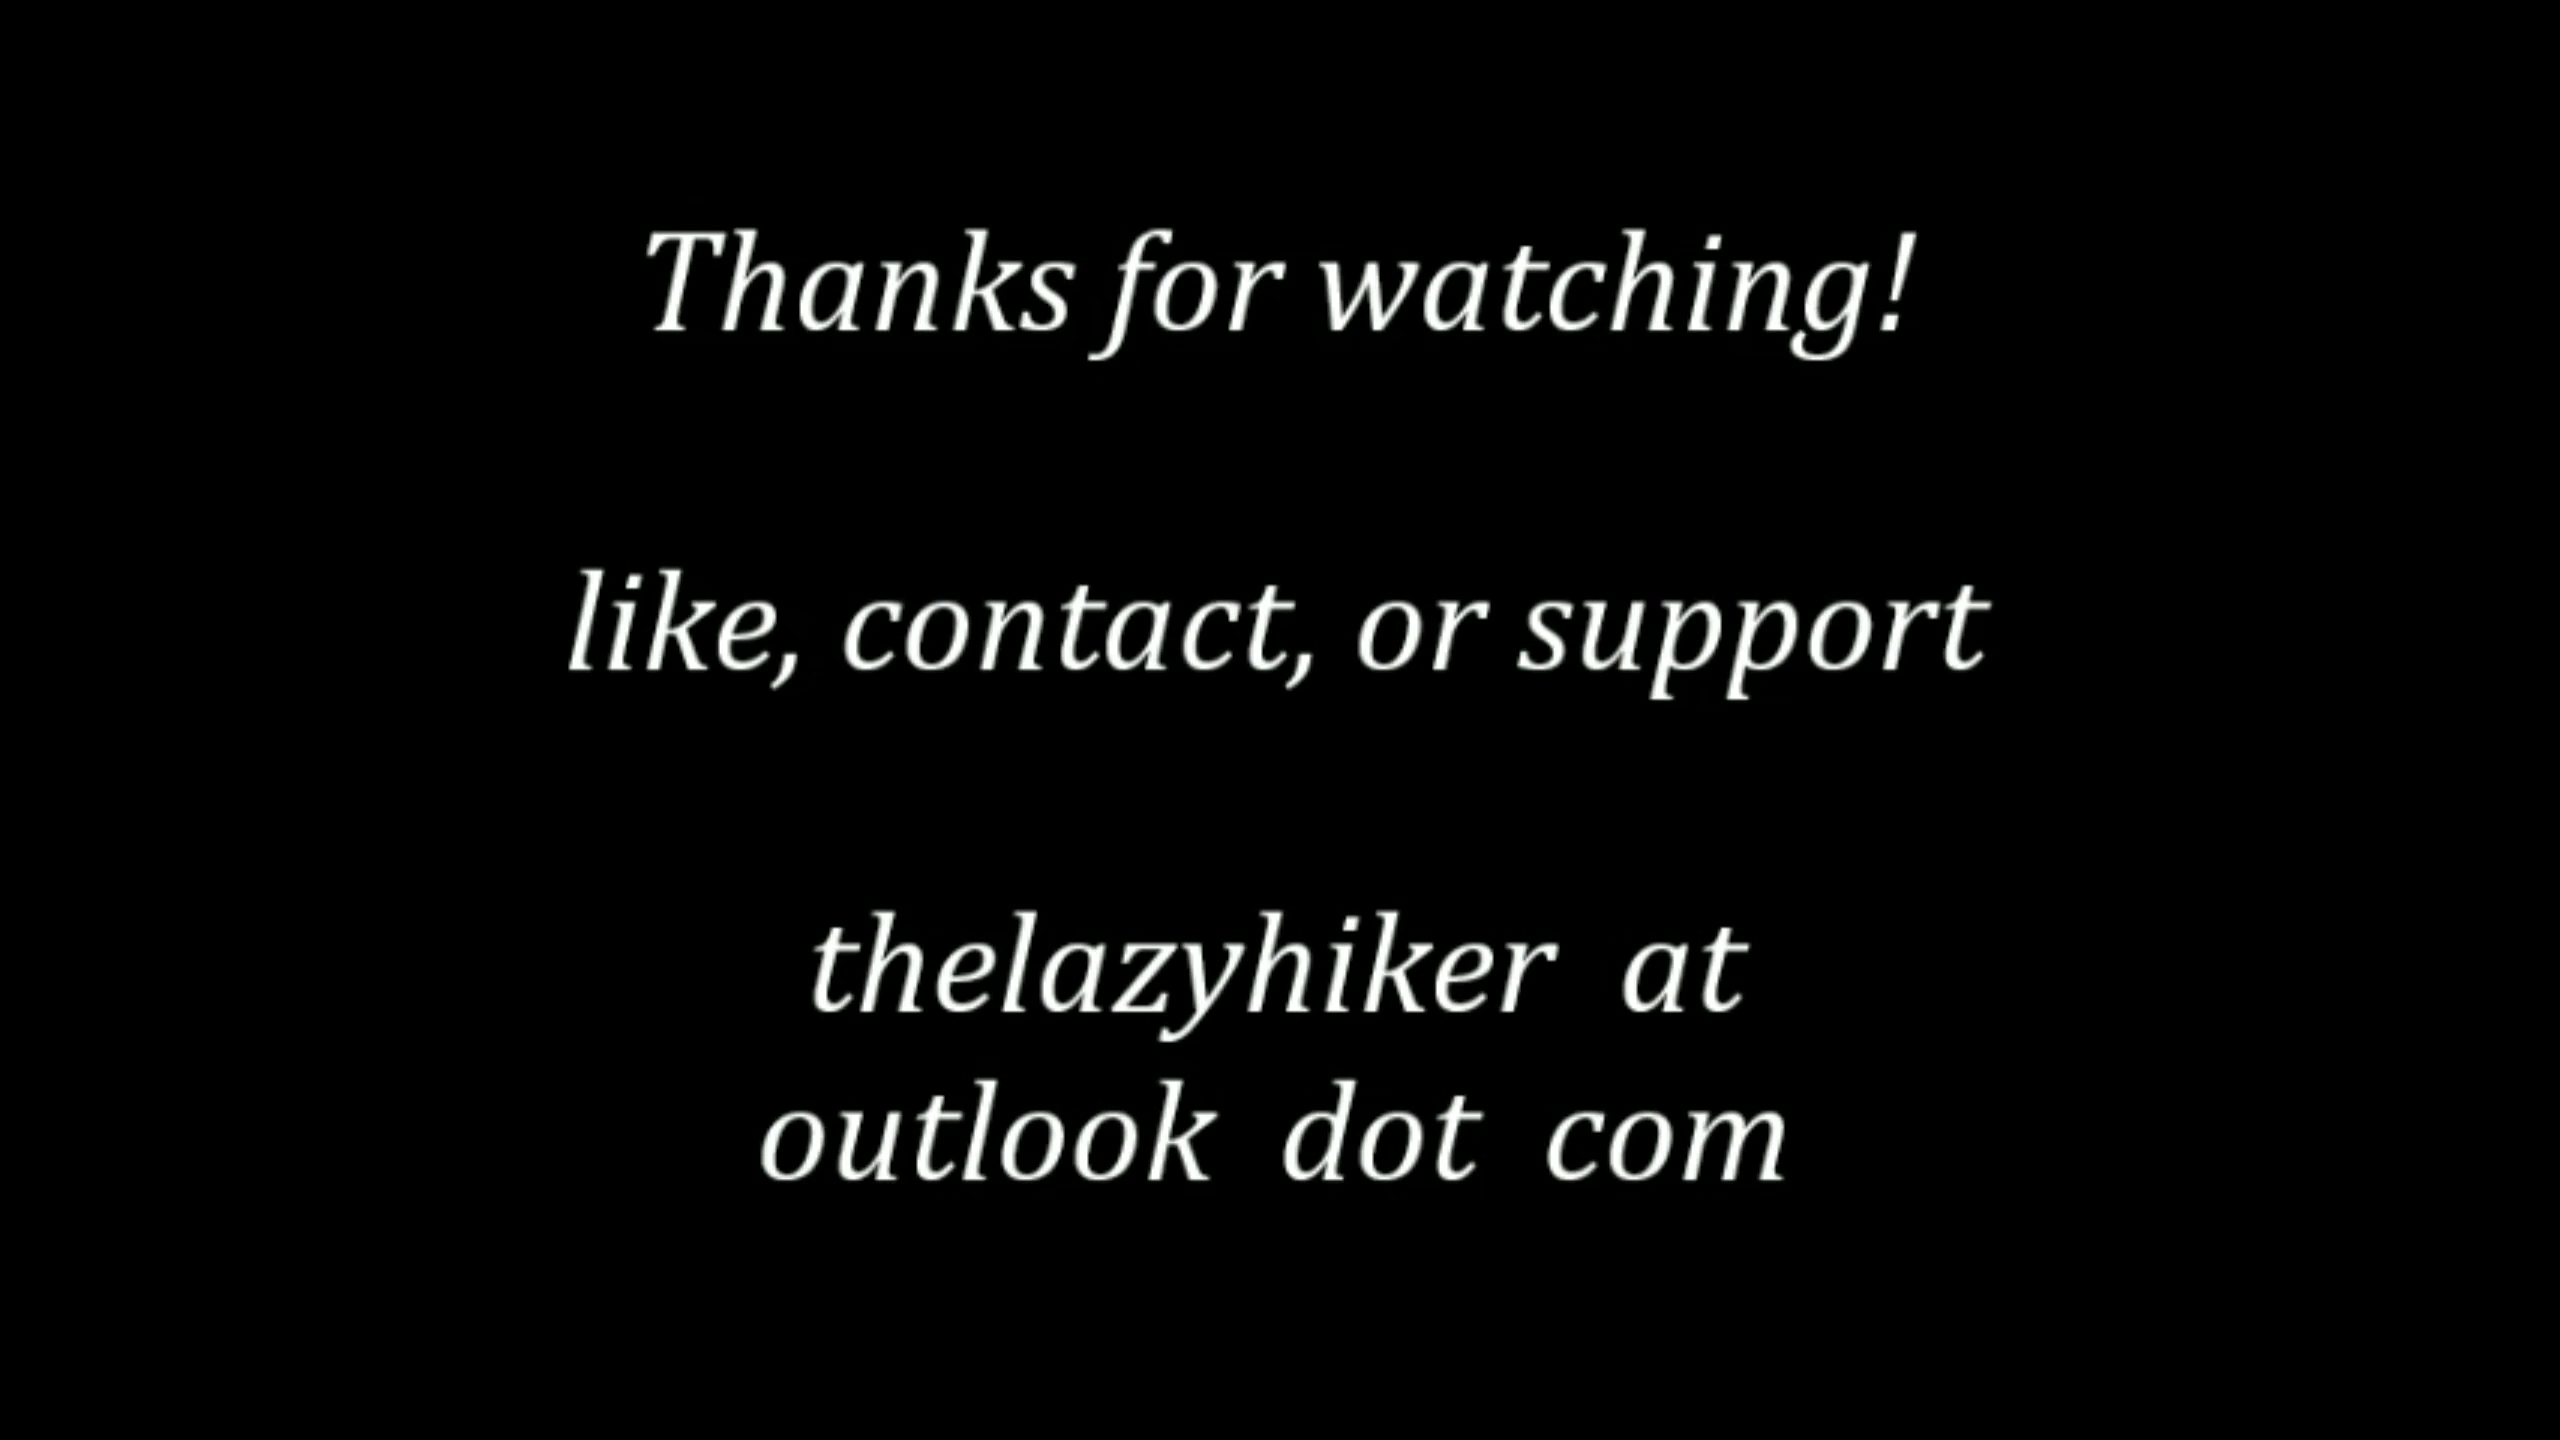 Thanks for watching!
like, contact, or support
thelazyhiker at
outlook dot com